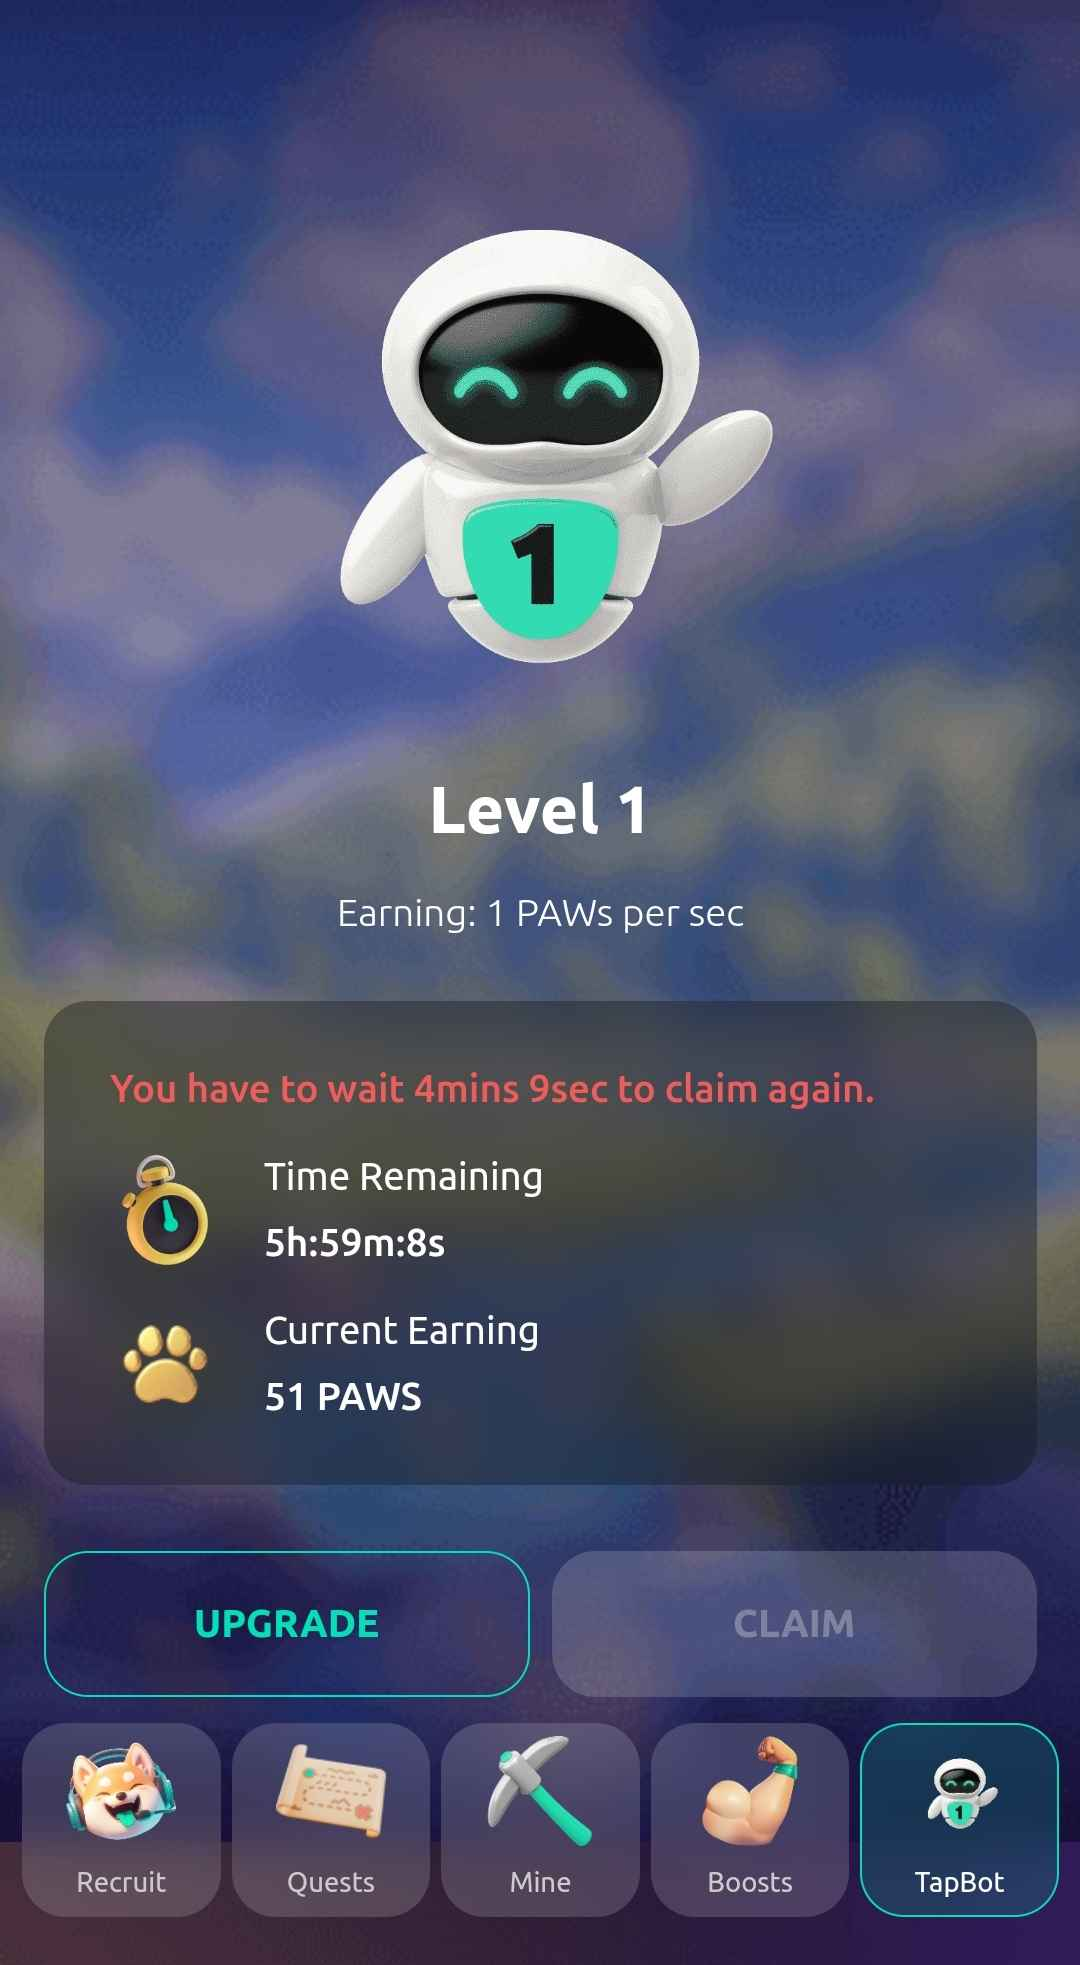 1
Level 1
Earning: 1 PAWs per sec
You have to wait 4mins 9sec to claim again.
Time Remaining
5h:59m:8s
Current Earning
51 PAWS
UPGRADE
CLAIM
Recruit
Quests
Mine
Boosts
1
TapBot